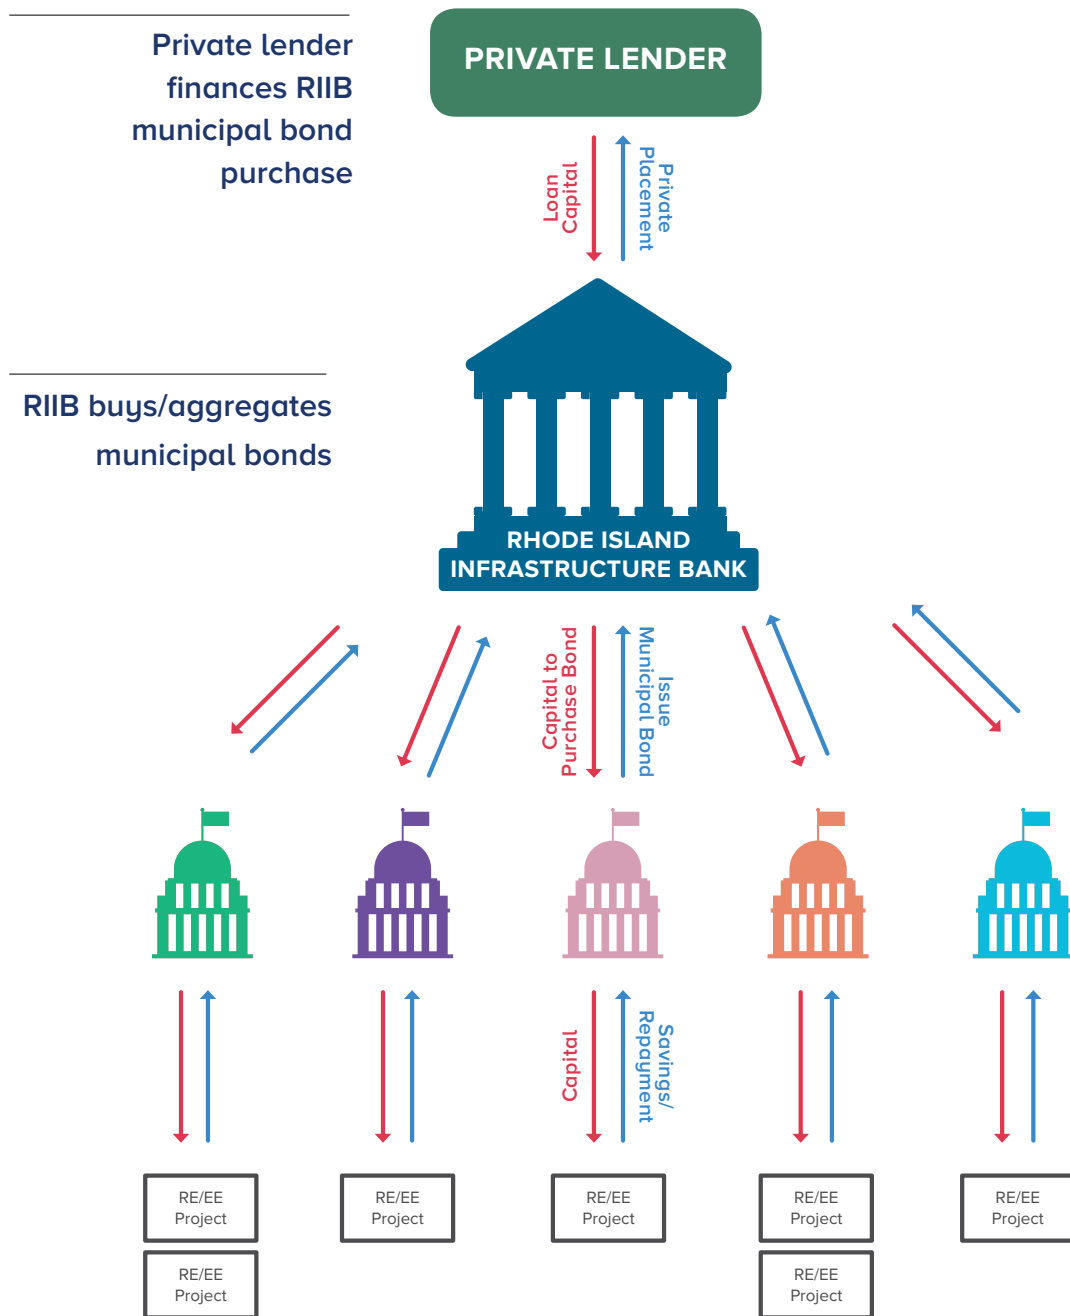 PRIVATE LENDER
Private lender
finances RIIB
municipal bond
purchase
Loan
Capital
Private
Placement
RIIB buys/aggregates
municipal bonds
RHODE ISLAND
INFRASTRUCTURE BANK
Capital to
Purchase Bond
Issue
Municipal Bond
Capital
Savings/
Repayment
RE/EE
Project
RE/EE
Project
RE/EE
Project
RE/EE
Project
RE/EE
Project
RE/EE
Project
RE/EE
Project